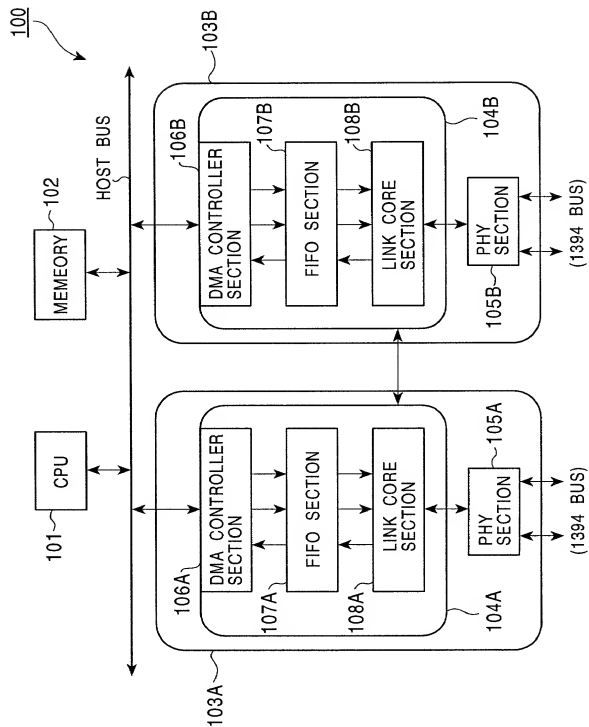 100
CPU
101
MEMEORY
102
HOST BUS
103A
103B
106A
DMA CONTROLLER
SECTION
107A
FIFO SECTION
108A
LINK CORE
SECTION
104A
PHY
SECTION
105A
(1394 BUS)
106B
DMA CONTROLLER
SECTION
107B
FIFO SECTION
108B
LINK CORE
SECTION
104B
PHY
SECTION
105B
(1394 BUS)